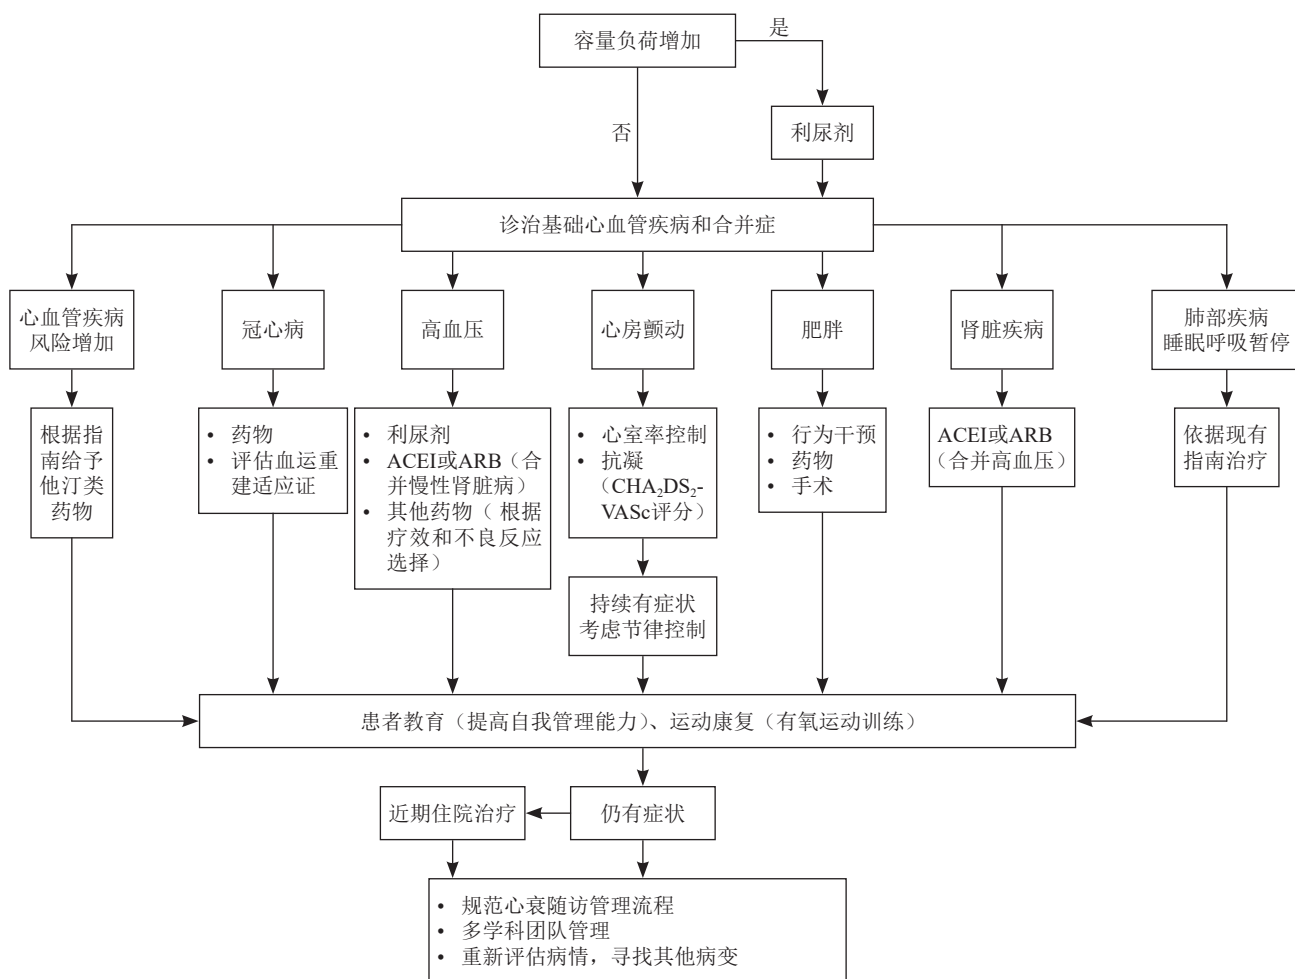 容量负荷增加
是
否
利尿剂
诊治基础心血管疾病和合并症
心血管疾病
风险增加
冠心病
高血压
心房颤动
肥胖
肾脏疾病
肺部疾病
睡眠呼吸暂停
根据指
南给予
他汀类
药物
• 药物
• 评估血运重
建适应证
• 利尿剂
• ACEI或ARB（合
并慢性肾脏病）
• 其他药物（ 根据
疗效和不良反应
选择）
• 心室率控制
• 抗凝
（CHA₂DS₂-
VASc评分）
• 行为干预
• 药物
• 手术
ACEI或ARB
（合并高血压）
依据现有
指南治疗
持续有症状
考虑节律控制
患者教育（提高自我管理能力）、运动康复（有氧运动训练）
近期住院治疗
仍有症状
• 规范心衰随访管理流程
• 多学科团队管理
• 重新评估病情，寻找其他病变